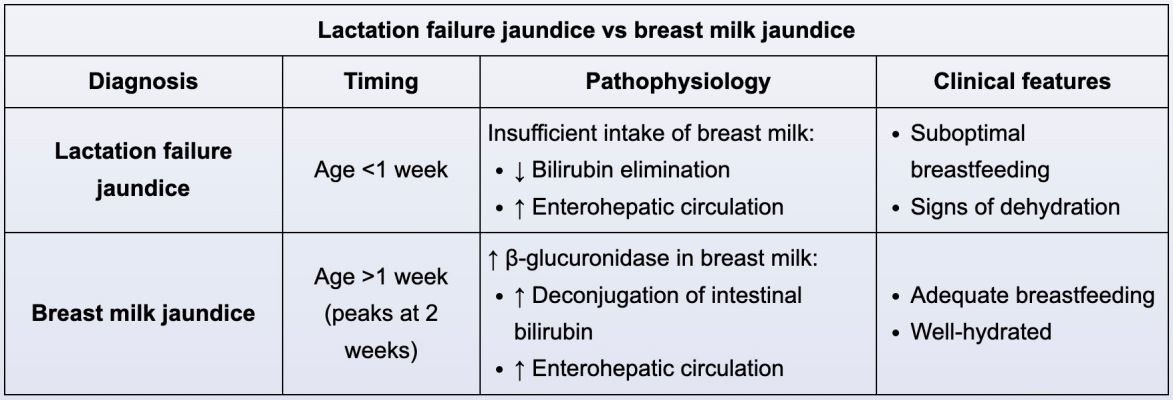 Lactation failure jaundice vs breast milk jaundice
Diagnosis
Timing
Pathophysiology
Clinical features
Lactation failure
jaundice
Age <1 week
Insufficient intake of breast milk:
• ↓ Bilirubin elimination
• ↑ Enterohepatic circulation
• Suboptimal
breastfeeding
• Signs of dehydration
Breast milk jaundice
Age >1 week
(peaks at 2
weeks)
↑ β-glucuronidase in breast milk:
• ↑ Deconjugation of intestinal
bilirubin
• ↑ Enterohepatic circulation
• Adequate breastfeeding
• Well-hydrated